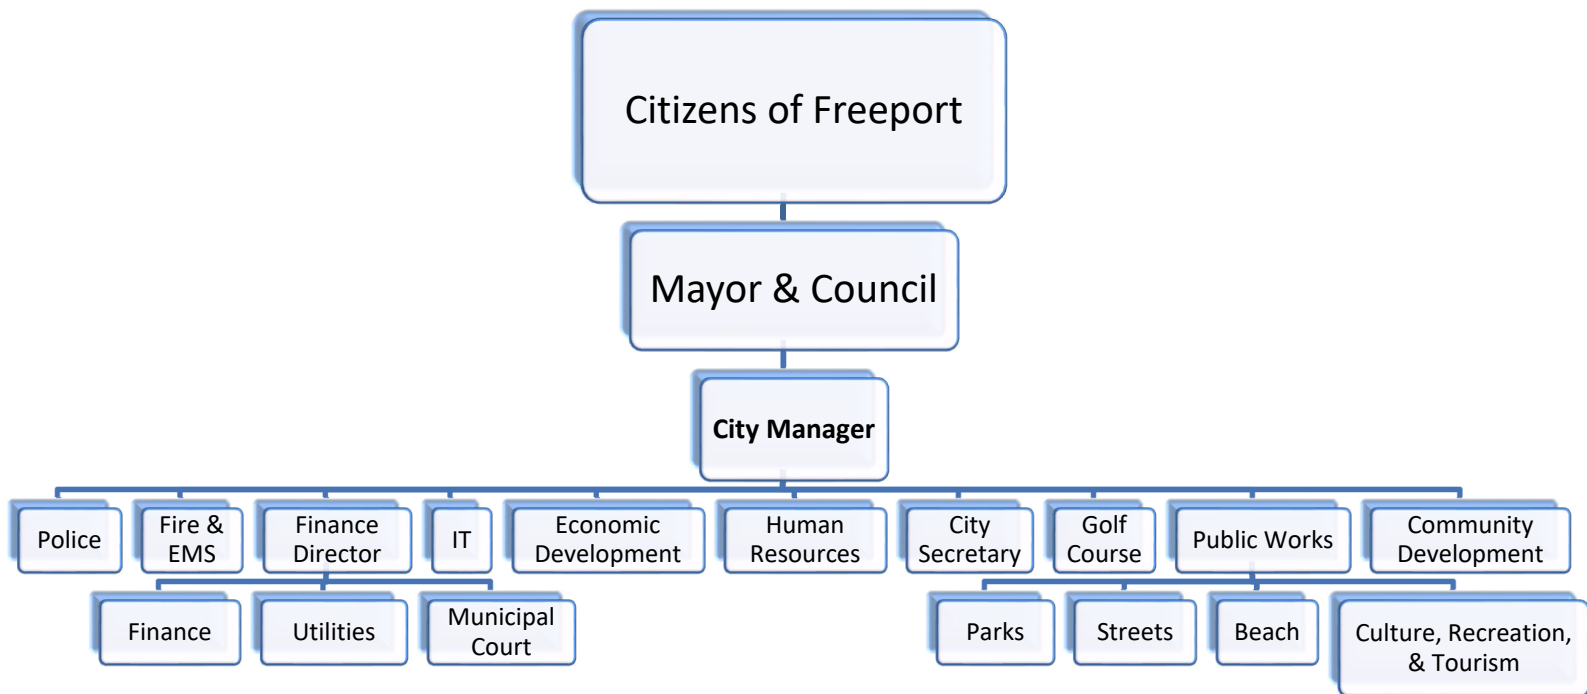 Citizens of Freeport
Mayor & Council
City Manager
Police
Fire &
EMS
Finance
Director
IT
Economic
Development
Human
Resources
City
Secretary
Golf
Course
Public Works
Community
Development
Finance
Utilities
Municipal
Court
Parks
Streets
Beach
Culture, Recreation,
& Tourism